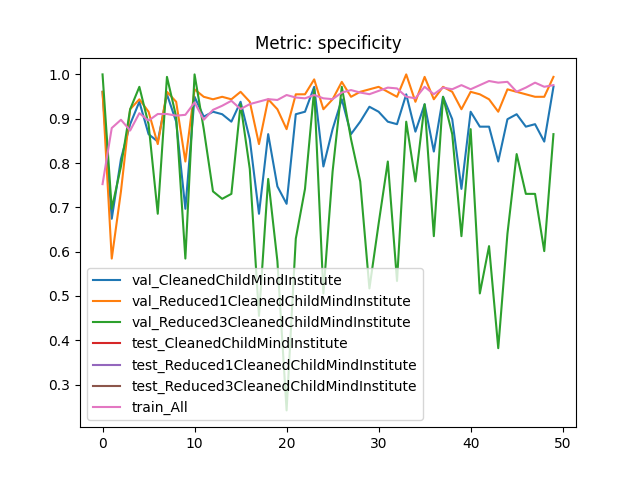 Metric: specificity
1.0
0.9
0.8
0.7
0.6
0.5
0.4
0.3
val_CleanedChildMindInstitute
val_Reduced1CleanedChildMindInstitute
val_Reduced3CleanedChildMindInstitute
test_CleanedChildMindInstitute
test_Reduced1CleanedChildMindInstitute
test_Reduced3CleanedChildMindInstitute
train_All
0 10 20 30 40 50